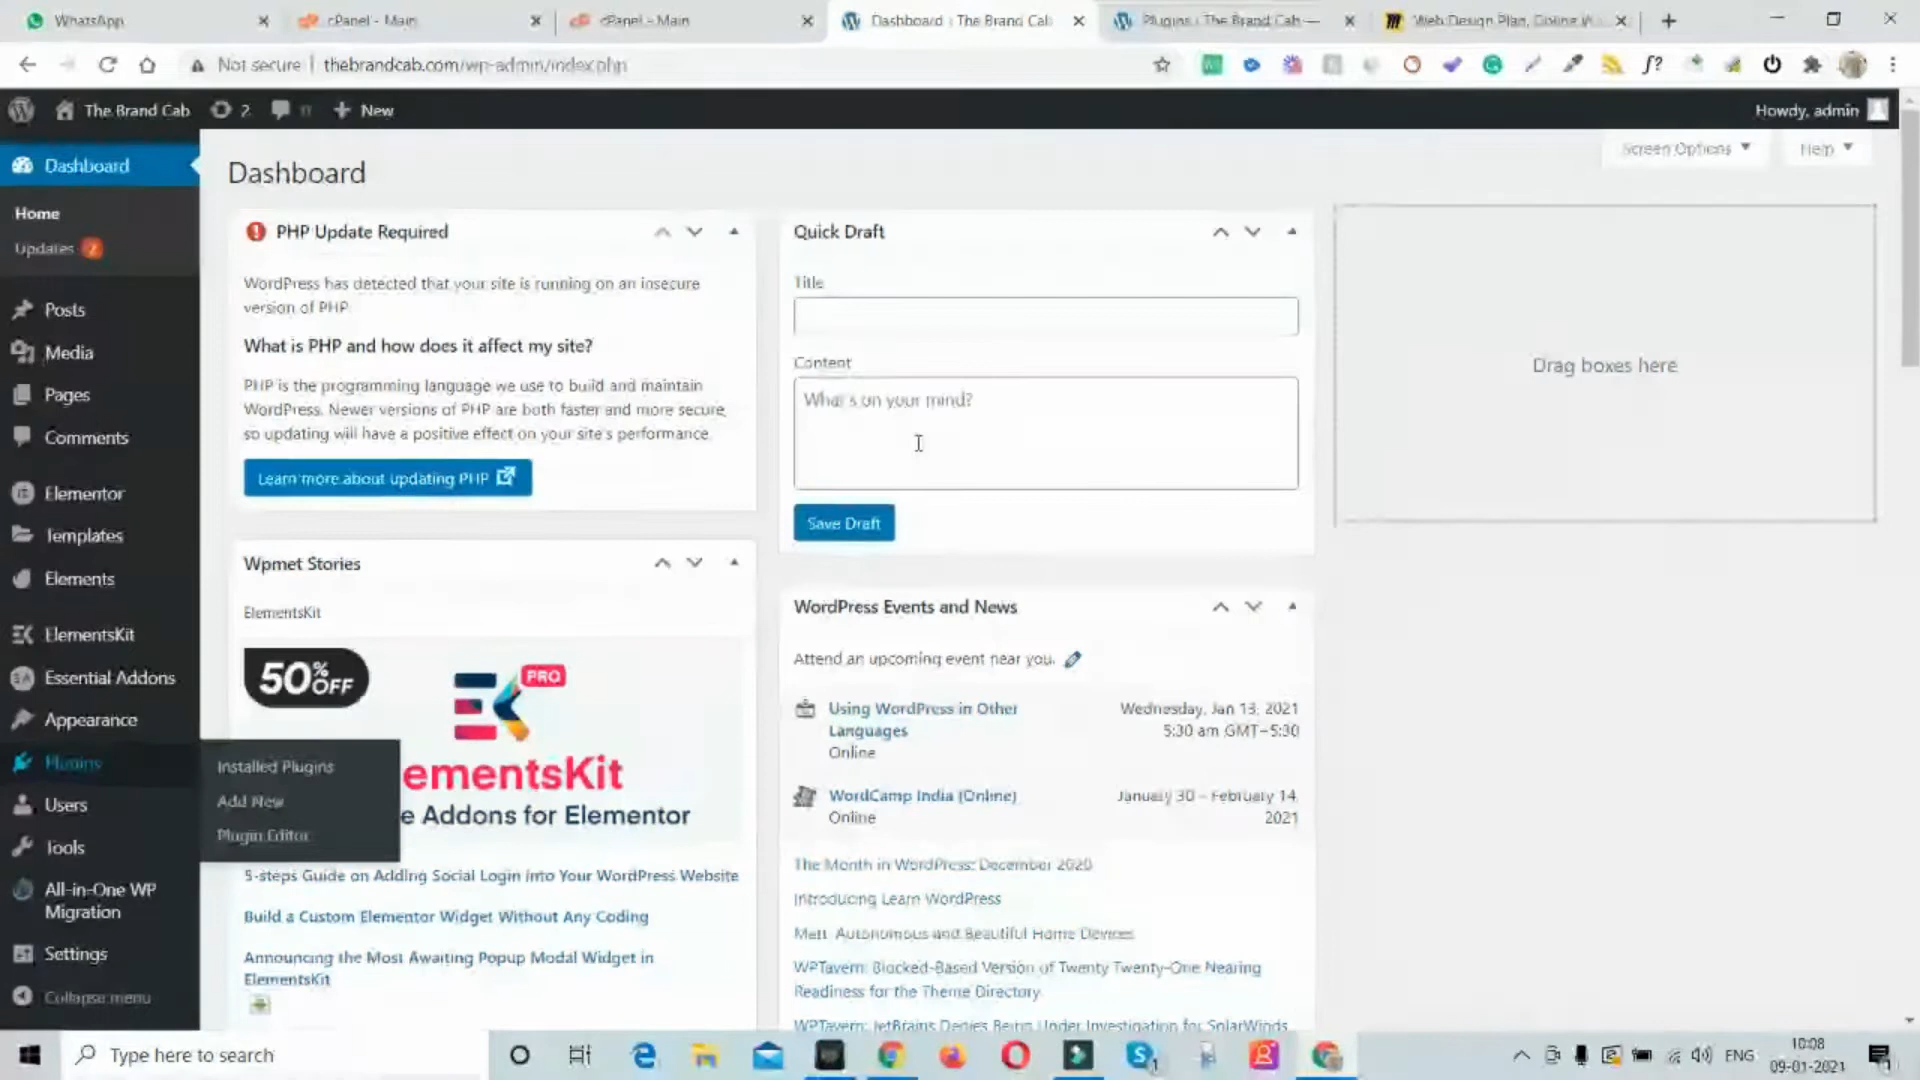 WhatsApp
cPanel - Main
cPanel - Main
Dashboard ‹ The Brand Cab
Plugins ‹ The Brand Cab —
Web Design Plan, Online W
Not secure | thebrandcab.com/wp-admin/index.php
The Brand Cab
2
0
New
Howdy, admin
Dashboard
Home
Updates 2
Posts
Media
Pages
Comments
Elementor
Templates
Elements
ElementsKit
Essential Addons
Appearance
Plugins
Users
Tools
All-in-One WP
Migration
Settings
Collapse menu
Installed Plugins
Add New
Plugin Editor
Dashboard
Screen Options
Help
PHP Update Required
WordPress has detected that your site is running on an insecure
version of PHP.
What is PHP and how does it affect my site?
PHP is the programming language we use to build and maintain
WordPress. Newer versions of PHP are both faster and more secure,
so updating will have a positive effect on your site's performance.
Learn more about updating PHP
Wpmet Stories
ElementsKit
50% OFF
PRO
ementsKit
e Addons for Elementor
5-steps Guide on Adding Social Login into Your WordPress Website
Build a Custom Elementor Widget Without Any Coding
Announcing the Most Awaiting Popup Modal Widget in
ElementsKit
Quick Draft
Title
Content
What's on your mind?
Save Draft
WordPress Events and News
Attend an upcoming event near you.
Using WordPress in Other
Languages
Online
Wednesday, Jan 13, 2021
5:30 am GMT+5:30
WordCamp India (Online)
Online
January 30 – February 14,
2021
The Month in WordPress: December 2020
Introducing Learn WordPress
Matt: Autonomous and Beautiful Home Devices
WPTavern: Blocked-Based Version of Twenty Twenty-One Nearing
Readiness for the Theme Directory
WPTavern: JetBrains Denies Being Under Investigation for SolarWinds
Drag boxes here
Type here to search
ENG
10:08
09-01-2021